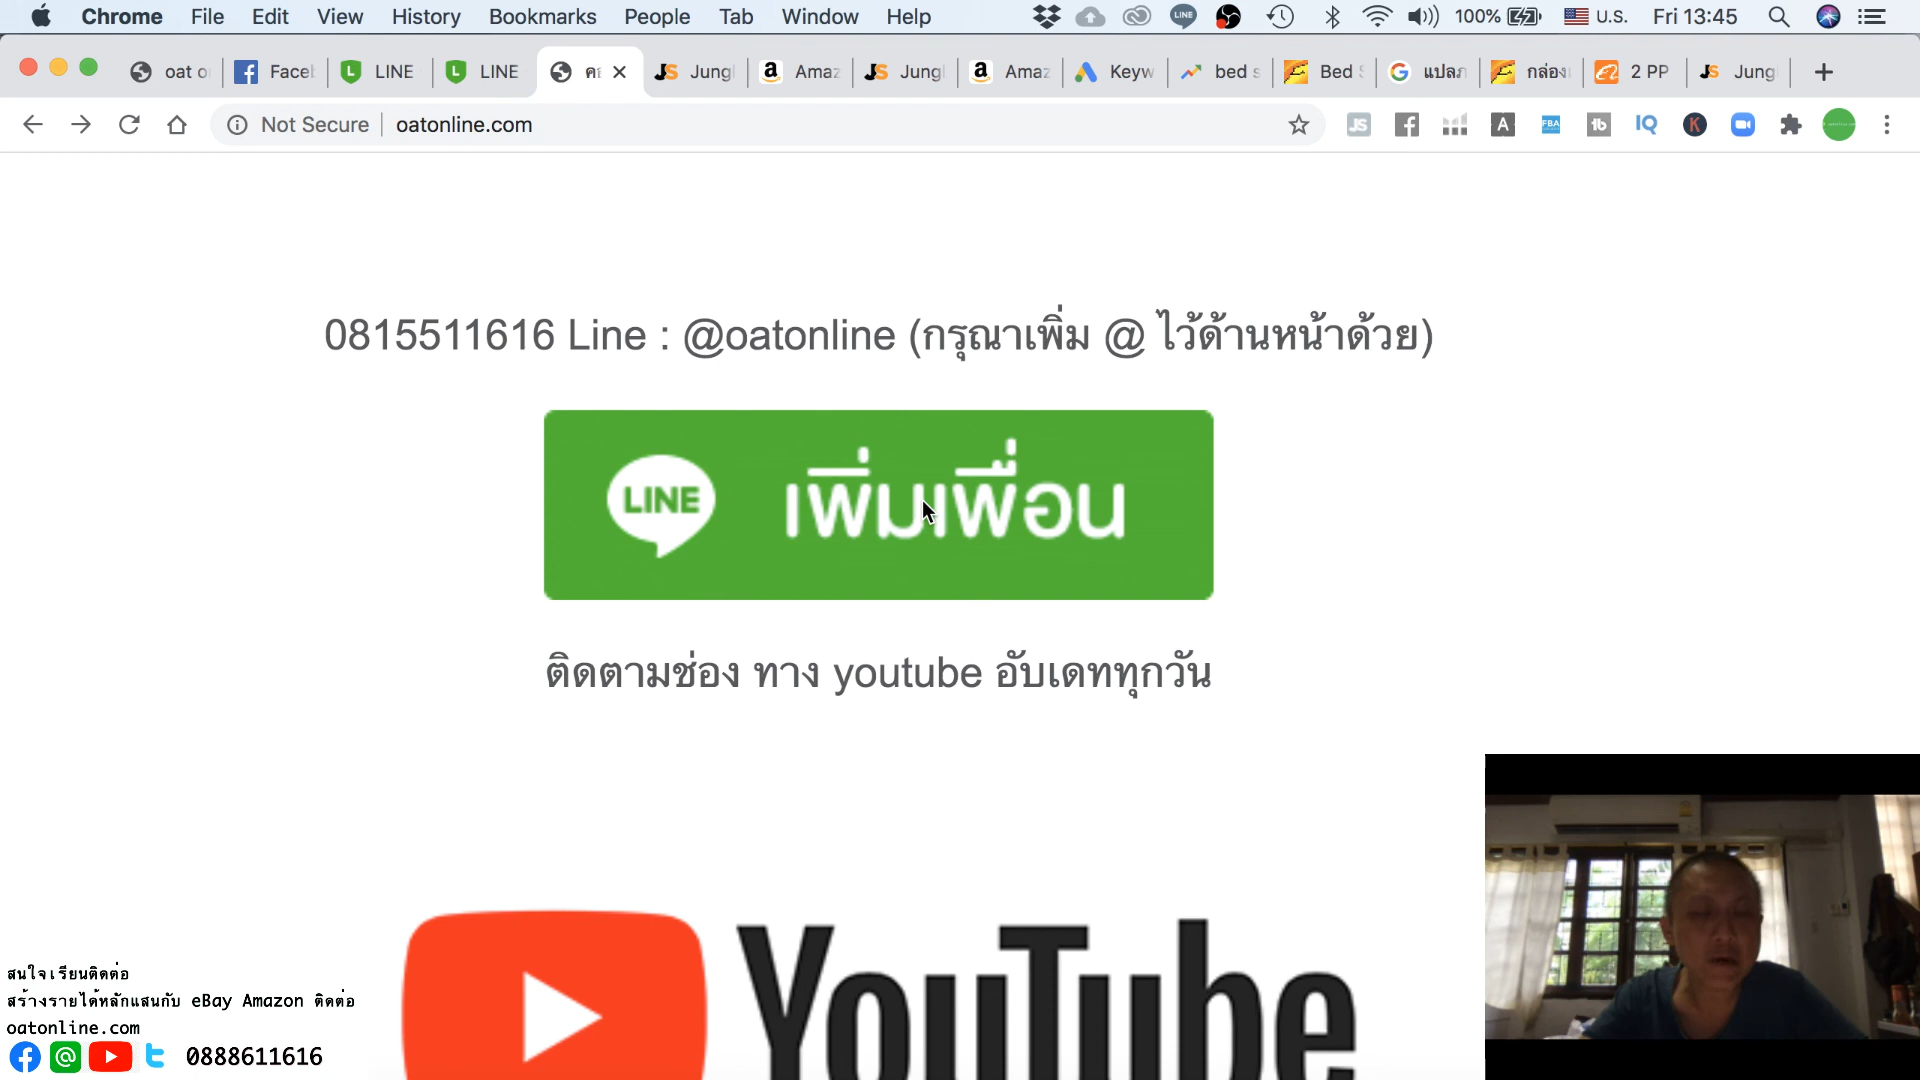 Chrome File Edit View History Bookmarks People Tab Window Help LINE 100% U.S. Fri 13:45
oat o Facel LINE LINE Jungl Amaz Jungl Amaz Keyw bed s Bed S แปลภ กล่อง 2 PP Jung
Not Secure oatonline.com
0815511616 Line : @oatonline (กรุณาเพิ่ม @ ไว้ด้านหน้าด้วย)
LINE เพิ่มเพื่อน
ติดตามช่อง ทาง youtube อับเดททุกวัน
YouTube
สนใจเรียนติดต่อ
สร้างรายได้หลักแสนกับ eBay Amazon ติดต่อ
oatonline.com
0888611616